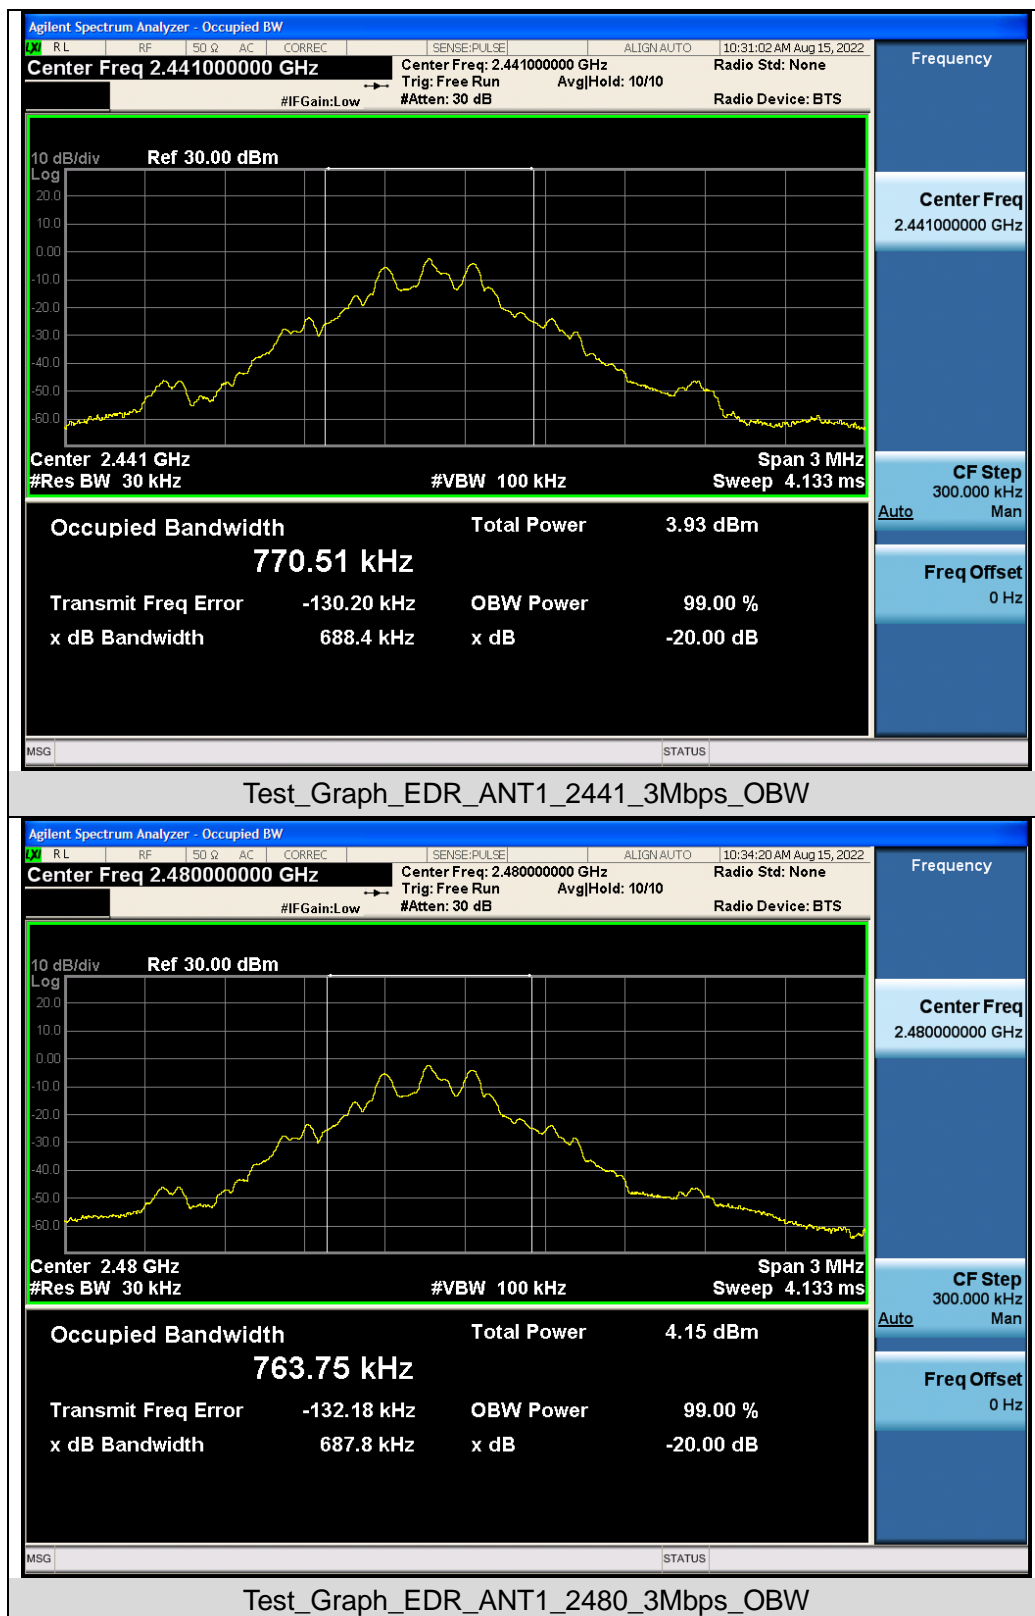 Agilent Spectrum Analyzer - Occupied BW
LXI RL RF 50 Ω AC CORREC SENSE:PULSE ALIGN AUTO 10:31:02 AM Aug 15, 2022
Center Freq 2.441000000 GHz Center Freq: 2.441000000 GHz Radio Std: None
Trig: Free Run Avg|Hold: 10/10
#IFGain:Low #Atten: 30 dB Radio Device: BTS
Frequency
10 dB/div Ref 30.00 dBm
Log
20.0
10.0
0.00
-10.0
-20.0
-30.0
-40.0
-50.0
-60.0
Center 2.441 GHz Span 3 MHz
#Res BW 30 kHz #VBW 100 kHz Sweep 4.133 ms
Center Freq
2.441000000 GHz
CF Step
300.000 kHz
Auto Man
Freq Offset
0 Hz
Occupied Bandwidth Total Power 3.93 dBm
770.51 kHz
Transmit Freq Error -130.20 kHz OBW Power 99.00 %
x dB Bandwidth 688.4 kHz x dB -20.00 dB
MSG STATUS
Test_Graph_EDR_ANT1_2441_3Mbps_OBW
Agilent Spectrum Analyzer - Occupied BW
LXI RL RF 50 Ω AC CORREC SENSE:PULSE ALIGN AUTO 10:34:20 AM Aug 15, 2022
Center Freq 2.480000000 GHz Center Freq: 2.480000000 GHz Radio Std: None
Trig: Free Run Avg|Hold: 10/10
#IFGain:Low #Atten: 30 dB Radio Device: BTS
Frequency
10 dB/div Ref 30.00 dBm
Log
20.0
10.0
0.00
-10.0
-20.0
-30.0
-40.0
-50.0
-60.0
Center 2.48 GHz Span 3 MHz
#Res BW 30 kHz #VBW 100 kHz Sweep 4.133 ms
Center Freq
2.480000000 GHz
CF Step
300.000 kHz
Auto Man
Freq Offset
0 Hz
Occupied Bandwidth Total Power 4.15 dBm
763.75 kHz
Transmit Freq Error -132.18 kHz OBW Power 99.00 %
x dB Bandwidth 687.8 kHz x dB -20.00 dB
MSG STATUS
Test_Graph_EDR_ANT1_2480_3Mbps_OBW